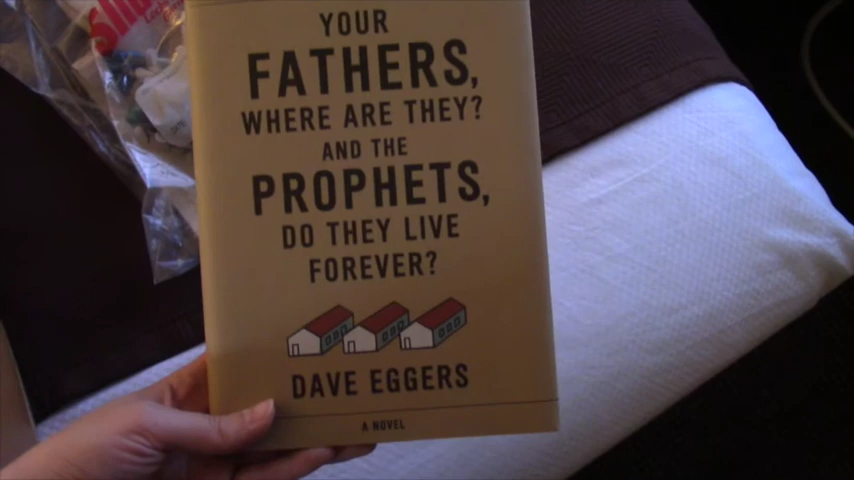 YOUR
FATHERS,
WHERE ARE THEY?
AND THE
PROPHETS,
DO THEY LIVE
FOREVER?
DAVE EGGERS
A NOVEL